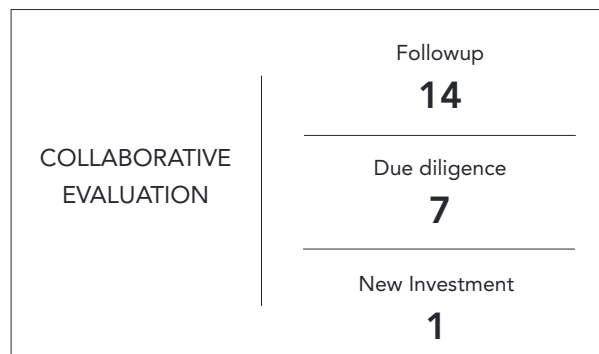 COLLABORATIVE
EVALUATION
Followup
14
Due diligence
7
New Investment
1